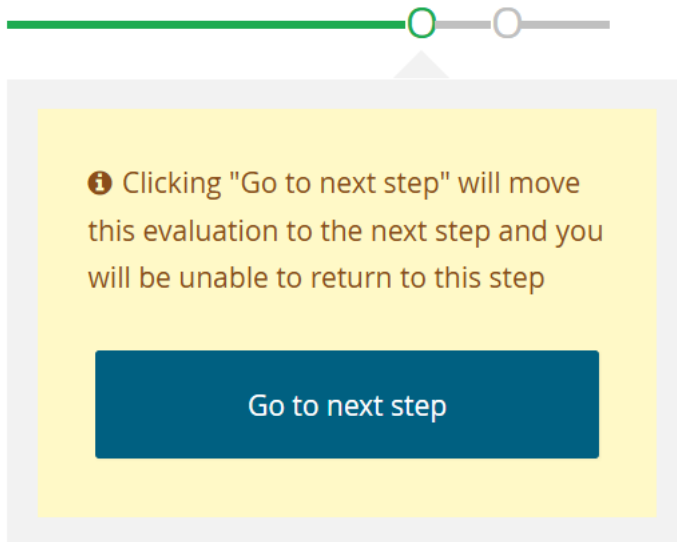 Clicking "Go to next step" will move
this evaluation to the next step and you
will be unable to return to this step
Go to next step